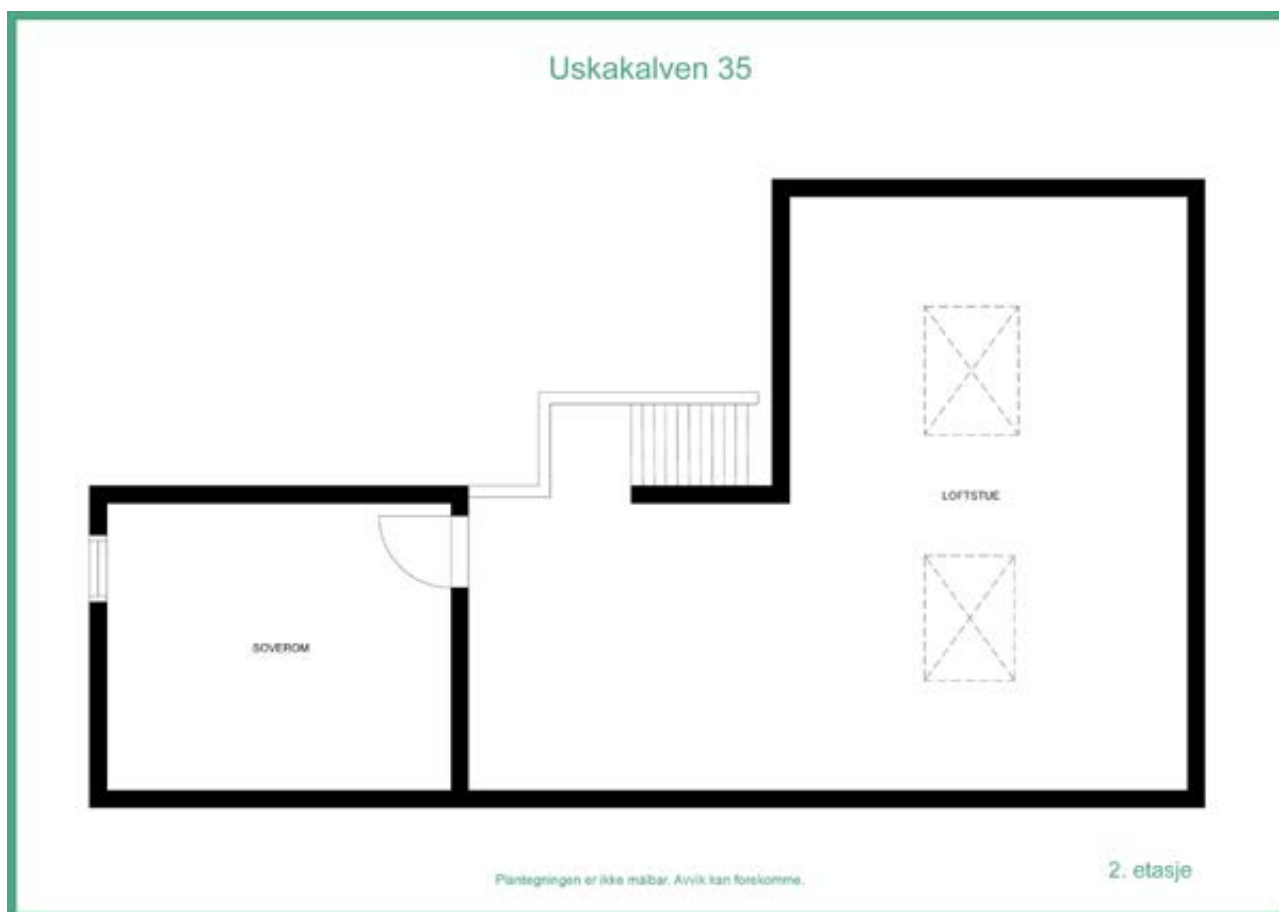 Uskakalven 35
LOFTSTUE
SOVEROM
2. etasje
Plantegningen er ikke målbar. Avvik kan forekomme.